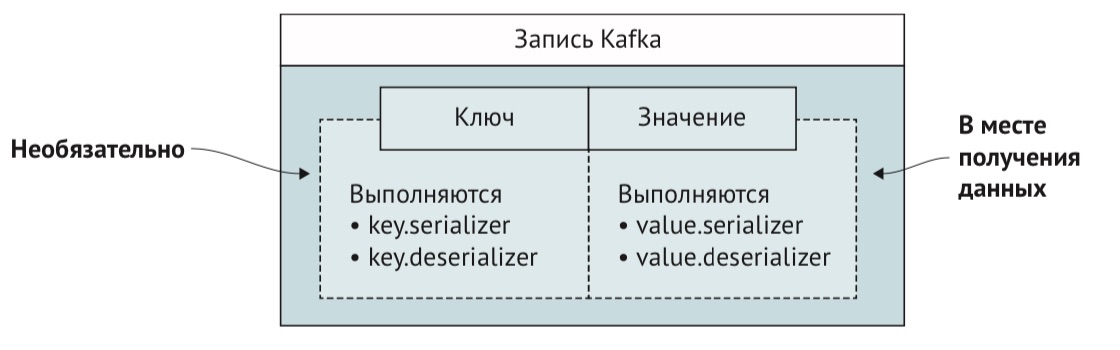 Запись Kafka
Ключ
Значение
Необязательно
Выполняются
• key.serializer
• key.deserializer
Выполняются
• value.serializer
• value.deserializer
В месте
получения
данных